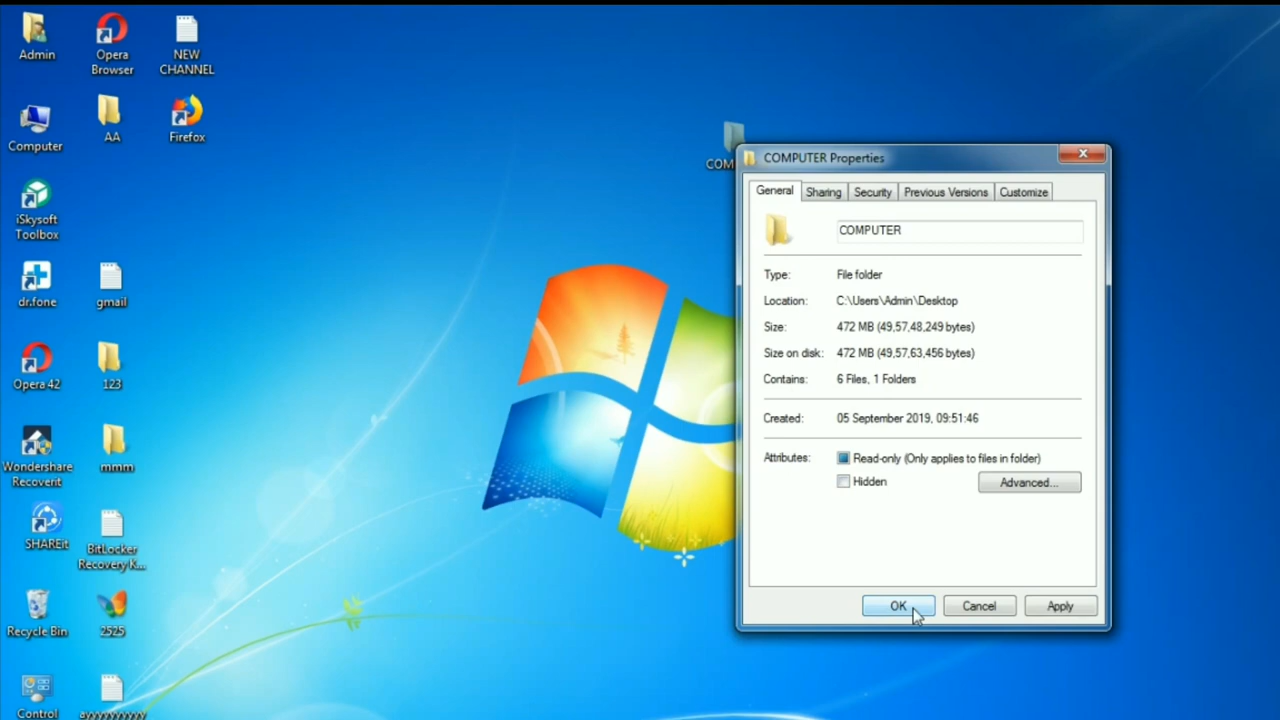 Admin
Opera
Browser
NEW
CHANNEL
Computer
AA
Firefox
iSkysoft
Toolbox
dr.fone
gmail
Opera 42
123
Wondershare
Recoverit
mmm
SHAREit
BitLocker
Recovery K...
Recycle Bin
2525
Control
COM
COMPUTER Properties
General
Sharing
Security
Previous Versions
Customize
COMPUTER
Type: File folder
Location: C:\Users\Admin\Desktop
Size: 472 MB (49,57,48,249 bytes)
Size on disk: 472 MB (49,57,63,456 bytes)
Contains: 6 Files, 1 Folders
Created: 05 September 2019, 09:51:46
Attributes: Read-only (Only applies to files in folder)
Hidden
Advanced...
OK
Cancel
Apply